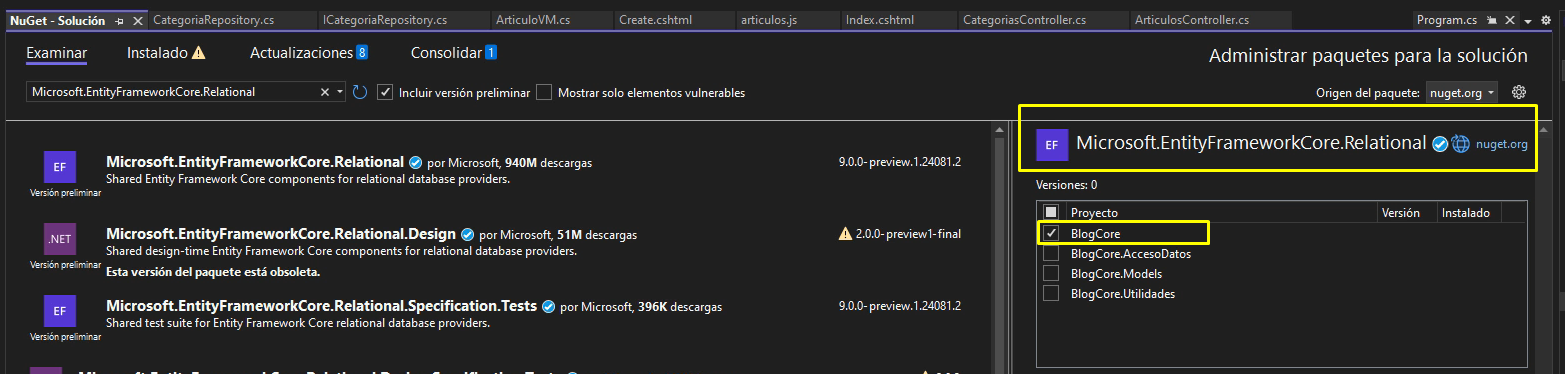 NuGet - Solución CategoriaRepository.cs ICategoriaRepository.cs ArticuloVM.cs Create.cshtml articulos.js Index.cshtml CategoriasController.cs ArticulosController.cs Program.cs
Examinar Instalado Actualizaciones 8 Consolidar 1 Administrar paquetes para la solución
Microsoft.EntityFrameworkCore.Relational Incluir versión preliminar Mostrar solo elementos vulnerables Origen del paquete: nuget.org
EF Microsoft.EntityFrameworkCore.Relational por Microsoft, 940M descargas 9.0.0-preview.1.24081.2
Shared Entity Framework Core components for relational database providers.
Versión preliminar
.NET Microsoft.EntityFrameworkCore.Relational.Design por Microsoft, 51M descargas 2.0.0-preview1-final
Shared design-time Entity Framework Core components for relational database providers.
Versión preliminar Esta versión del paquete está obsoleta.
EF Microsoft.EntityFrameworkCore.Relational.Specification.Tests por Microsoft, 396K descargas 9.0.0-preview.1.24081.2
Shared test suite for Entity Framework Core relational database providers.
Versión preliminar
EF Microsoft.EntityFrameworkCore.Relational nuget.org
Versiones: 0
Proyecto Versión Instalado
BlogCore
BlogCore.AccesoDatos
BlogCore.Models
BlogCore.Utilidades